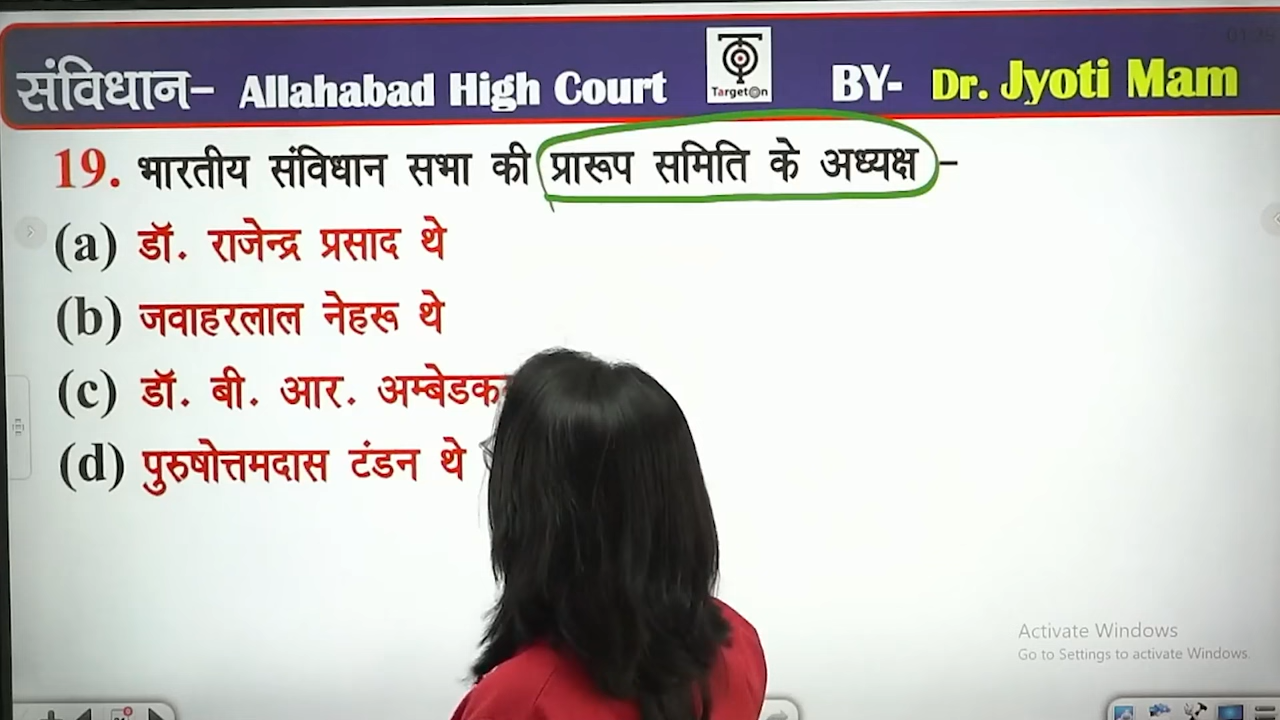 संविधान– Allahabad High Court TargetOn BY- Dr. Jyoti Mam
19. भारतीय संविधान सभा की प्रारूप समिति के अध्यक्ष –
(a) डॉ. राजेन्द्र प्रसाद थे
(b) जवाहरलाल नेहरू थे
(c) डॉ. बी. आर. अम्बेडक
(d) पुरुषोत्तमदास टंडन थे
Activate Windows
Go to Settings to activate Windows.